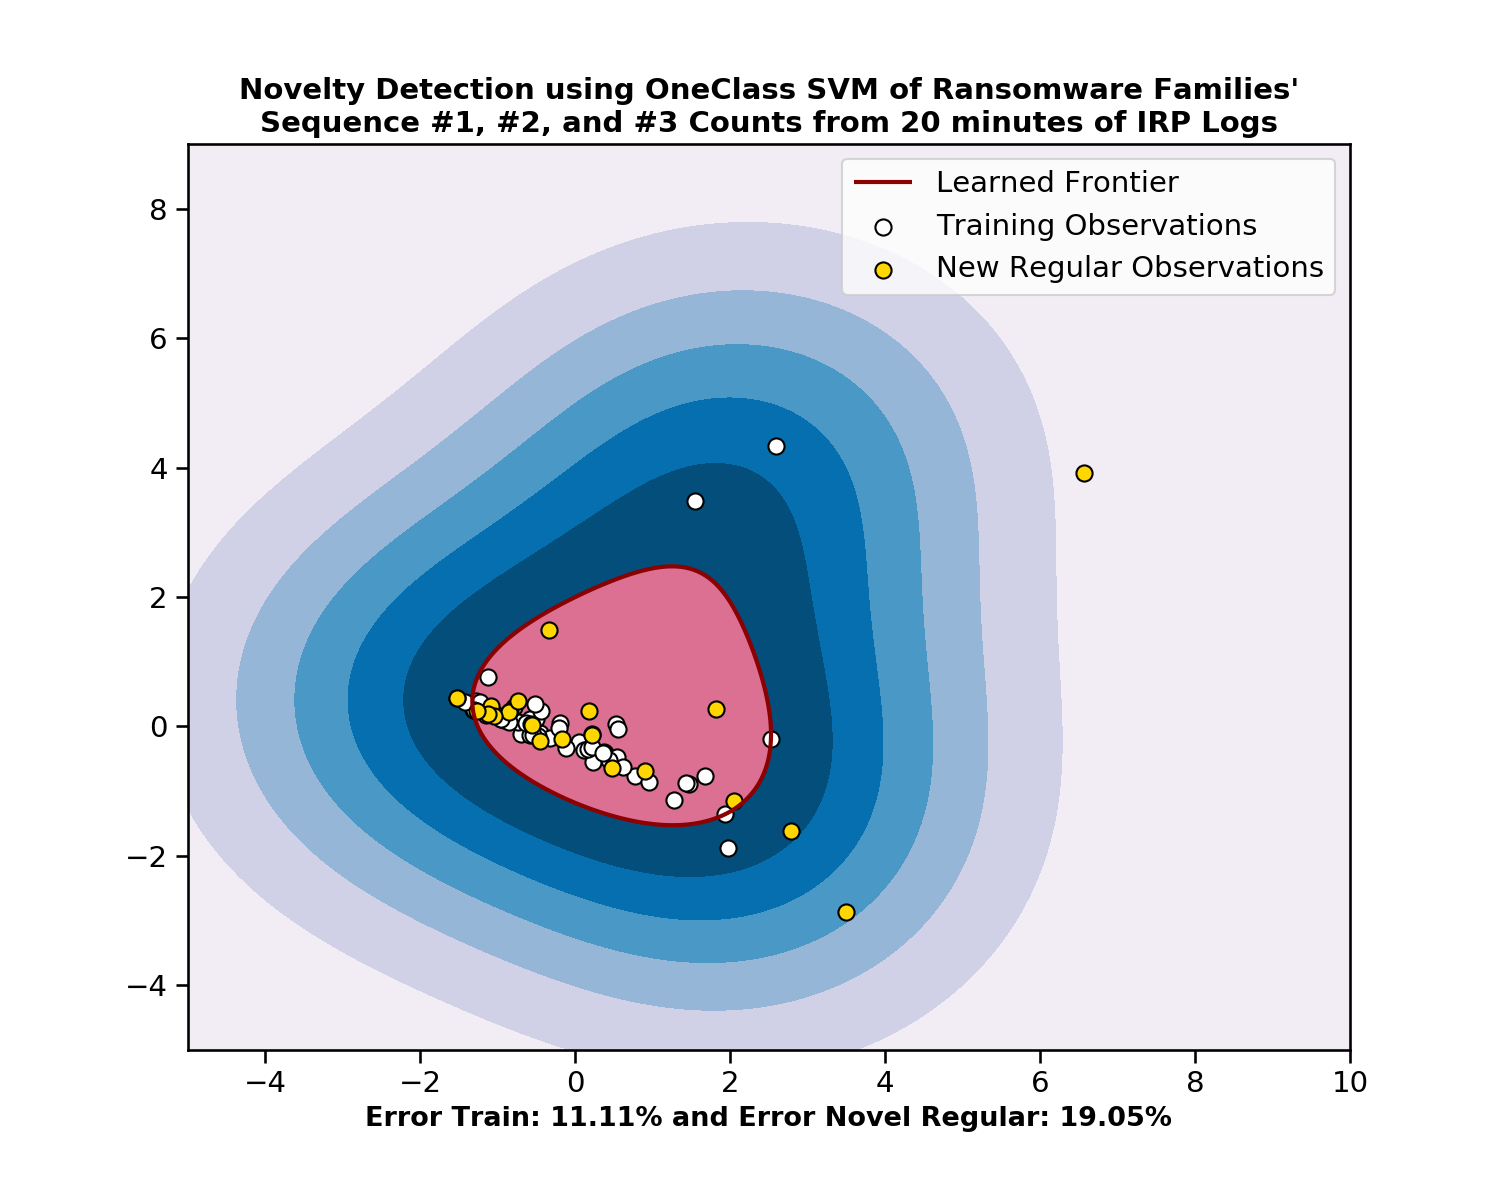 Novelty Detection using OneClass SVM of Ransomware Families'
Sequence #1, #2, and #3 Counts from 20 minutes of IRP Logs
Learned Frontier
Training Observations
New Regular Observations
8
6
4
2
0
−2
−4
−4
−2
0
2
4
6
8
10
Error Train: 11.11% and Error Novel Regular: 19.05%